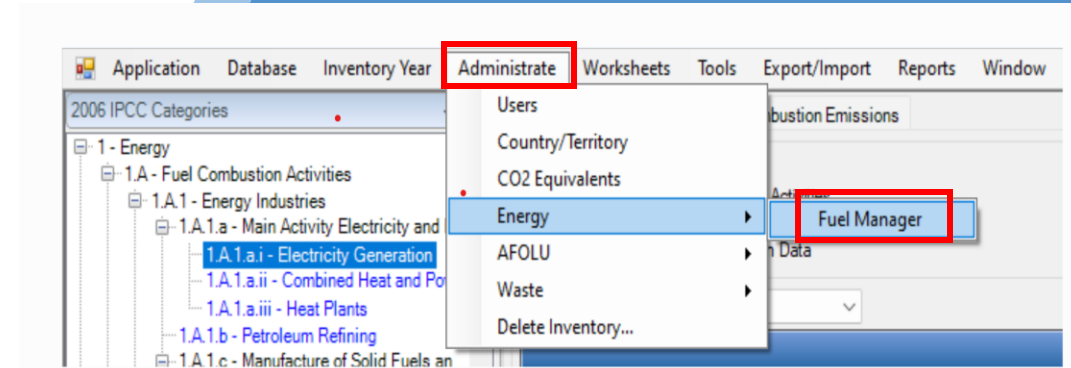 Application Database Inventory Year Administrate Worksheets Tools Export/Import Reports Window
2006 IPCC Categories
1 - Energy
1.A - Fuel Combustion Activities
1.A.1 - Energy Industries
1.A.1.a - Main Activity Electricity and
1.A.1.a.i - Electricity Generation
1.A.1.a.ii - Combined Heat and Po
1.A.1.a.iii - Heat Plants
1.A.1.b - Petroleum Refining
1.A.1.c - Manufacture of Solid Fuels an
Users
Country/Territory
CO2 Equivalents
Energy
AFOLU
Waste
Delete Inventory...
Fuel Manager
bustion Emissions
Data